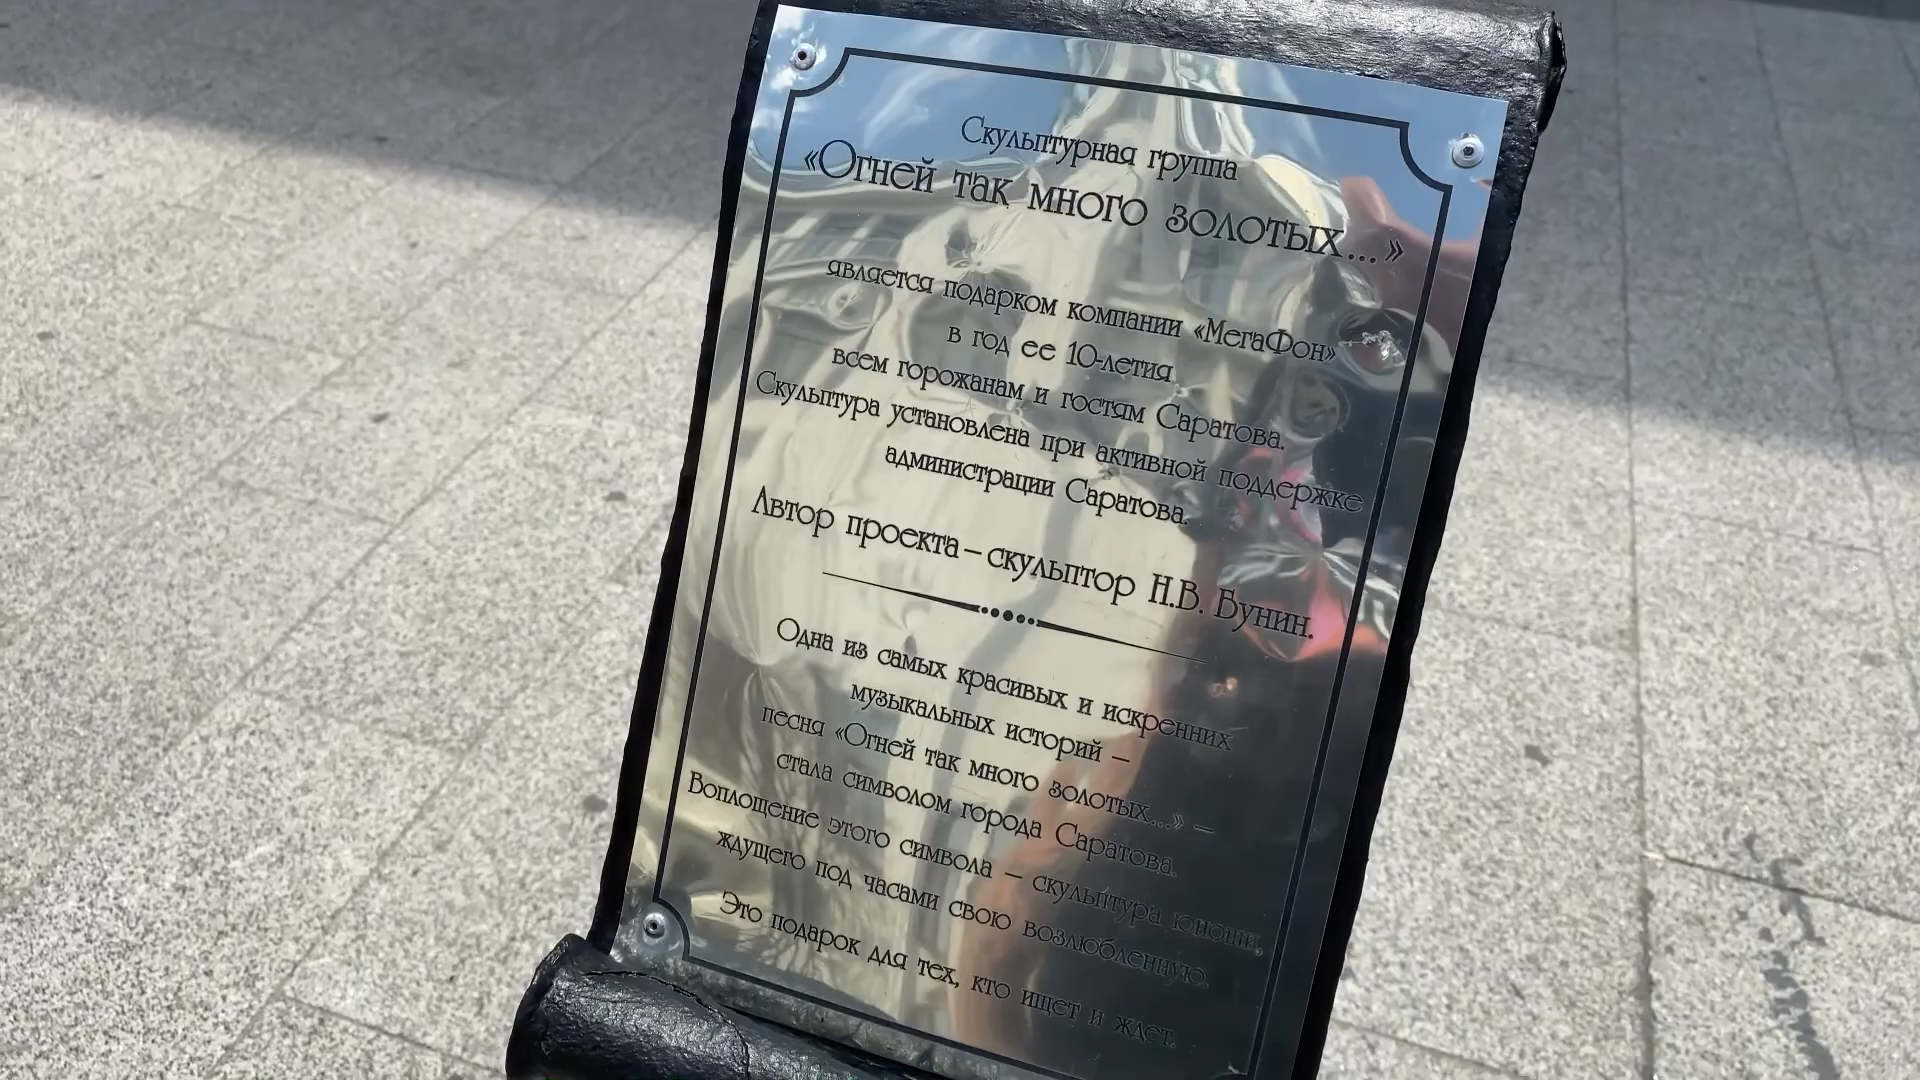 Скульптурная группа
«Огней так много золотых...»
является подарком компании «МегаФон»
в год ее 10-летия
всем горожанам и гостям Саратова.
Скульптура установлена при активной поддержке
администрации Саратова.
Автор проекта – скульптор Н.В. Бунин.
Одна из самых красивых и искренних
музыкальных историй –
песня «Огней так много золотых...» –
стала символом города Саратова.
Воплощение этого символа – скульптура юноши,
ждущего под часами свою возлюбленную.
Это подарок для тех, кто ищет и ждет.